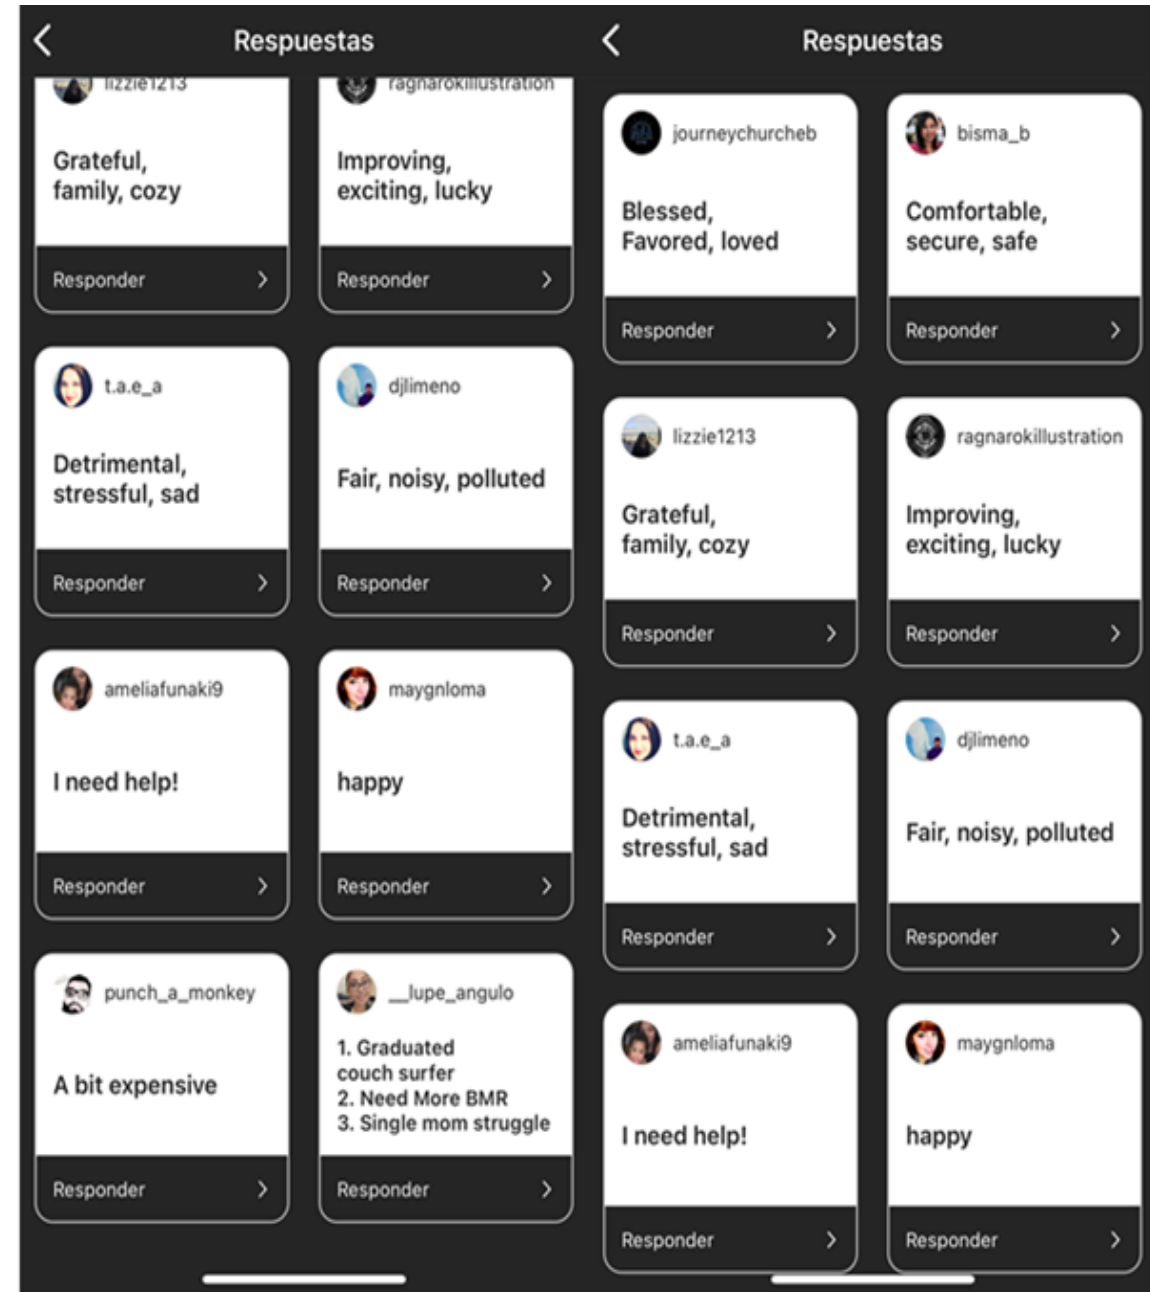 Respuestas
lizzie1213
ragnarokillustration
Grateful,
family, cozy
Improving,
exciting, lucky
Responder
Responder
t.a.e_a
djlimeno
Detrimental,
stressful, sad
Fair, noisy, polluted
Responder
Responder
ameliafunaki9
maygnloma
I need help!
happy
Responder
Responder
punch_a_monkey
__lupe_angulo
A bit expensive
1. Graduated
couch surfer
2. Need More BMR
3. Single mom struggle
Responder
Responder
Respuestas
journeychurcheb
bisma_b
Blessed,
Favored, loved
Comfortable,
secure, safe
Responder
Responder
lizzie1213
ragnarokillustration
Grateful,
family, cozy
Improving,
exciting, lucky
Responder
Responder
t.a.e_a
djlimeno
Detrimental,
stressful, sad
Fair, noisy, polluted
Responder
Responder
ameliafunaki9
maygnloma
I need help!
happy
Responder
Responder